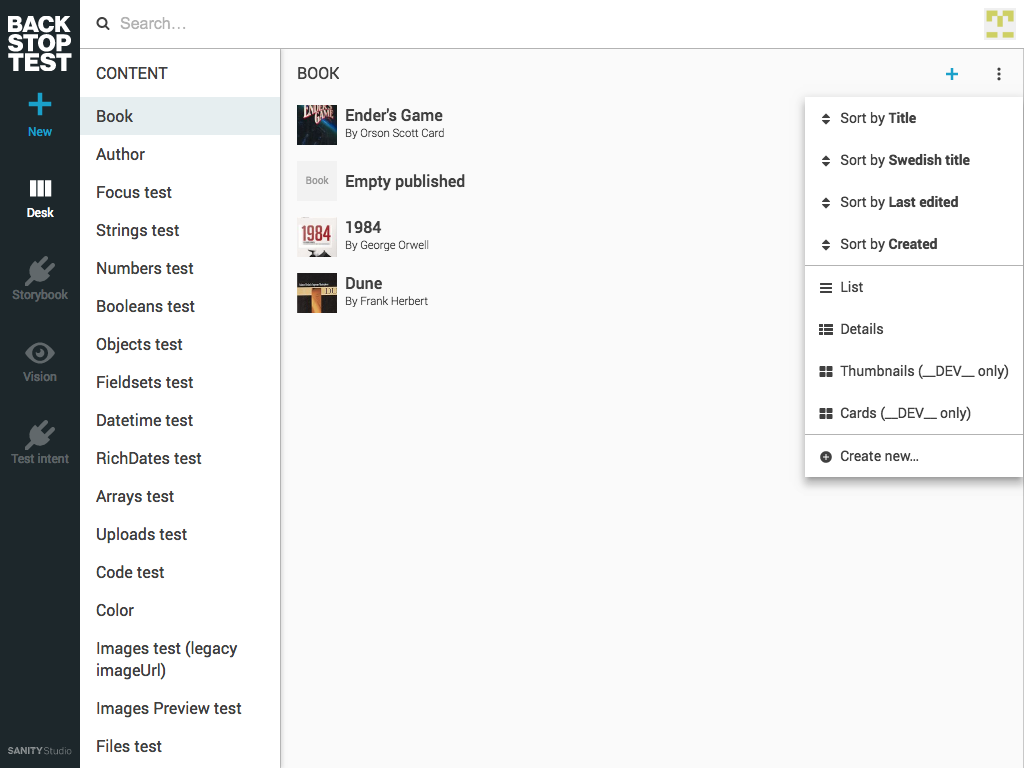 BACK
STOP
TEST
New
Desk
Storybook
Vision
Test intent
SANITY Studio
Search...
CONTENT
Book
Author
Focus test
Strings test
Numbers test
Booleans test
Objects test
Fieldsets test
Datetime test
RichDates test
Arrays test
Uploads test
Code test
Color
Images test (legacy
imageUrl)
Images Preview test
Files test
BOOK
ENDER'S
GAME
Ender's Game
By Orson Scott Card
Book
Empty published
1984
1984
By George Orwell
DU
Dune
By Frank Herbert
Sort by Title
Sort by Swedish title
Sort by Last edited
Sort by Created
List
Details
Thumbnails (__DEV__ only)
Cards (__DEV__ only)
Create new...